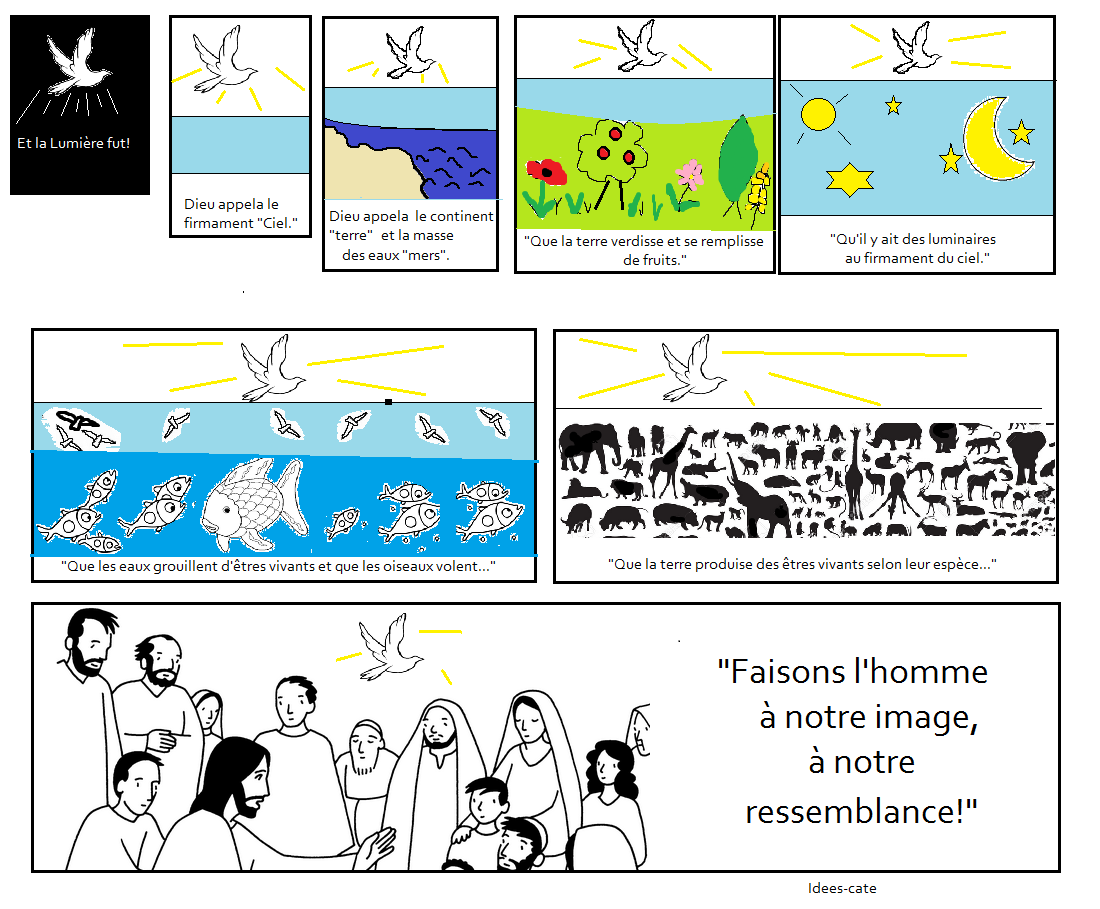 Et la Lumière fut!
Dieu appela le
firmament "Ciel."
Dieu appela le continent
"terre" et la masse
des eaux "mers".
"Que la terre verdisse et se remplisse
de fruits."
"Qu'il y ait des luminaires
au firmament du ciel."
"Que les eaux grouillent d'êtres vivants et que les oiseaux volent..."
"Que la terre produise des êtres vivants selon leur espèce..."
"Faisons l'homme
à notre image,
à notre
ressemblance!"
Idees-cate